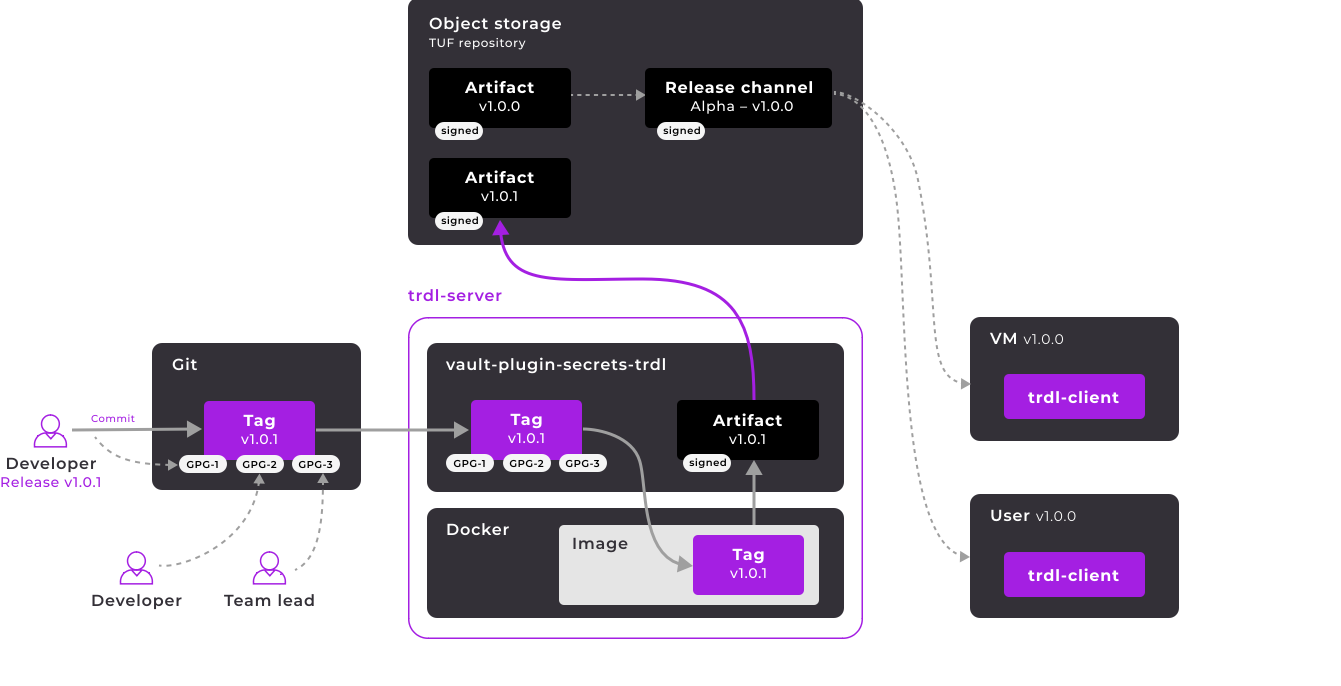 Object storage
TUF repository
Artifact
v1.0.0
signed
Release channel
Alpha – v1.0.0
signed
Artifact
v1.0.1
signed
trdl-server
Git
Commit
Tag
v1.0.1
GPG-1
GPG-2
GPG-3
Developer
Release v1.0.1
Developer
Team lead
vault-plugin-secrets-trdl
Tag
v1.0.1
GPG-1
GPG-2
GPG-3
Artifact
v1.0.1
signed
Docker
Image
Tag
v1.0.1
VM v1.0.0
trdl-client
User v1.0.0
trdl-client